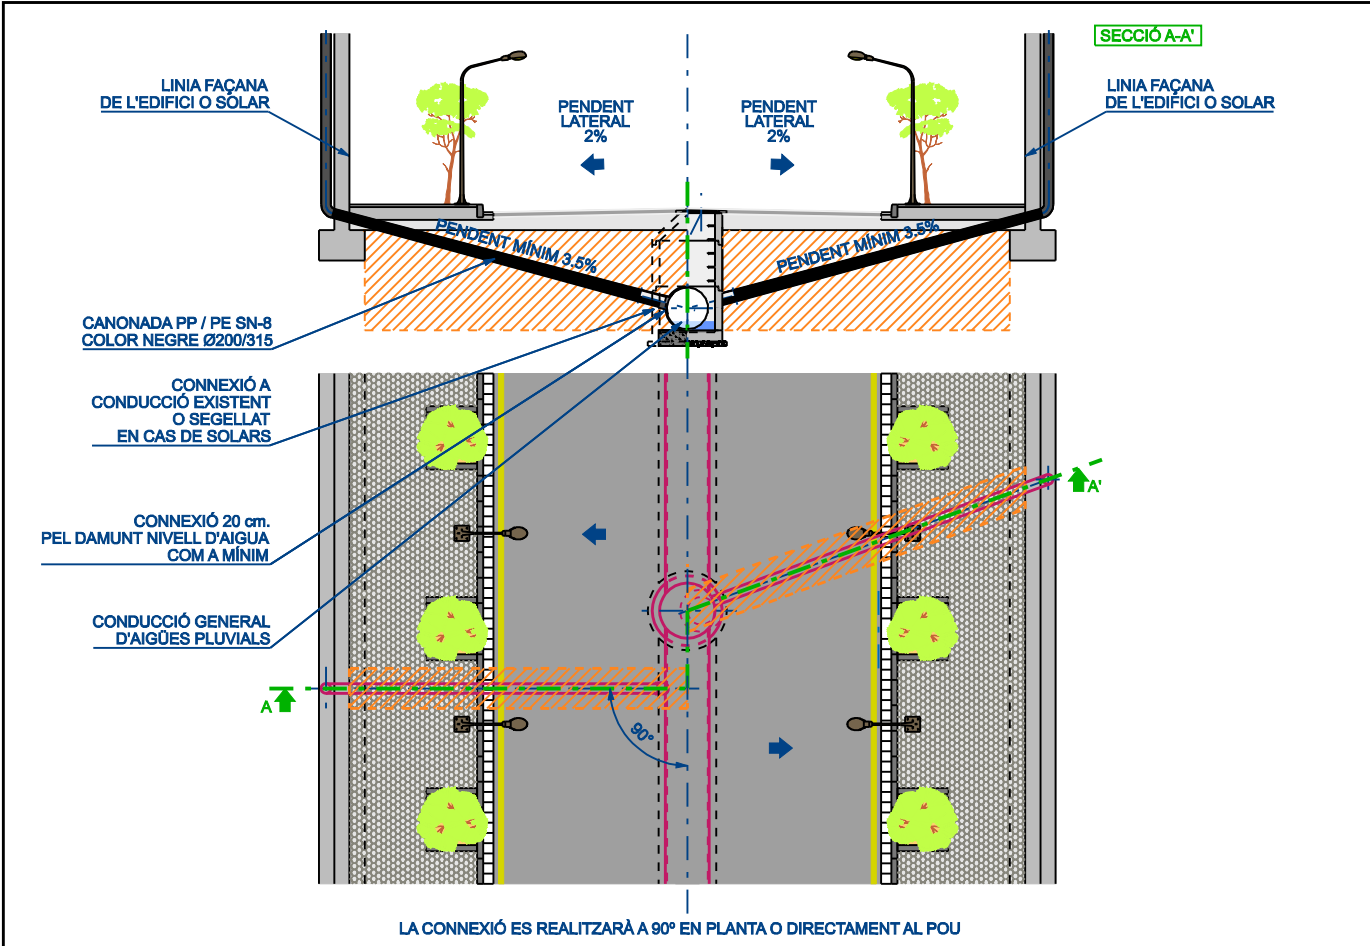 SECCIÓ A-A'
LINIA FAÇANA
DE L'EDIFICI O SOLAR
PENDENT
LATERAL
2%
PENDENT
LATERAL
2%
LINIA FAÇANA
DE L'EDIFICI O SOLAR
PENDENT MÍNIM 3.5%
PENDENT MÍNIM 3.5%
CANONADA PP / PE SN-8
COLOR NEGRE Ø200/315
CONNEXIÓ A
CONDUCCIÓ EXISTENT
O SEGELLAT
EN CAS DE SOLARS
CONNEXIÓ 20 cm.
PEL DAMUNT NIVELL D'AIGUA
COM A MÍNIM
CONDUCCIÓ GENERAL
D'AIGÜES PLUVIALS
A'
A
90°
LA CONNEXIÓ ES REALITZARÀ A 90º EN PLANTA O DIRECTAMENT AL POU